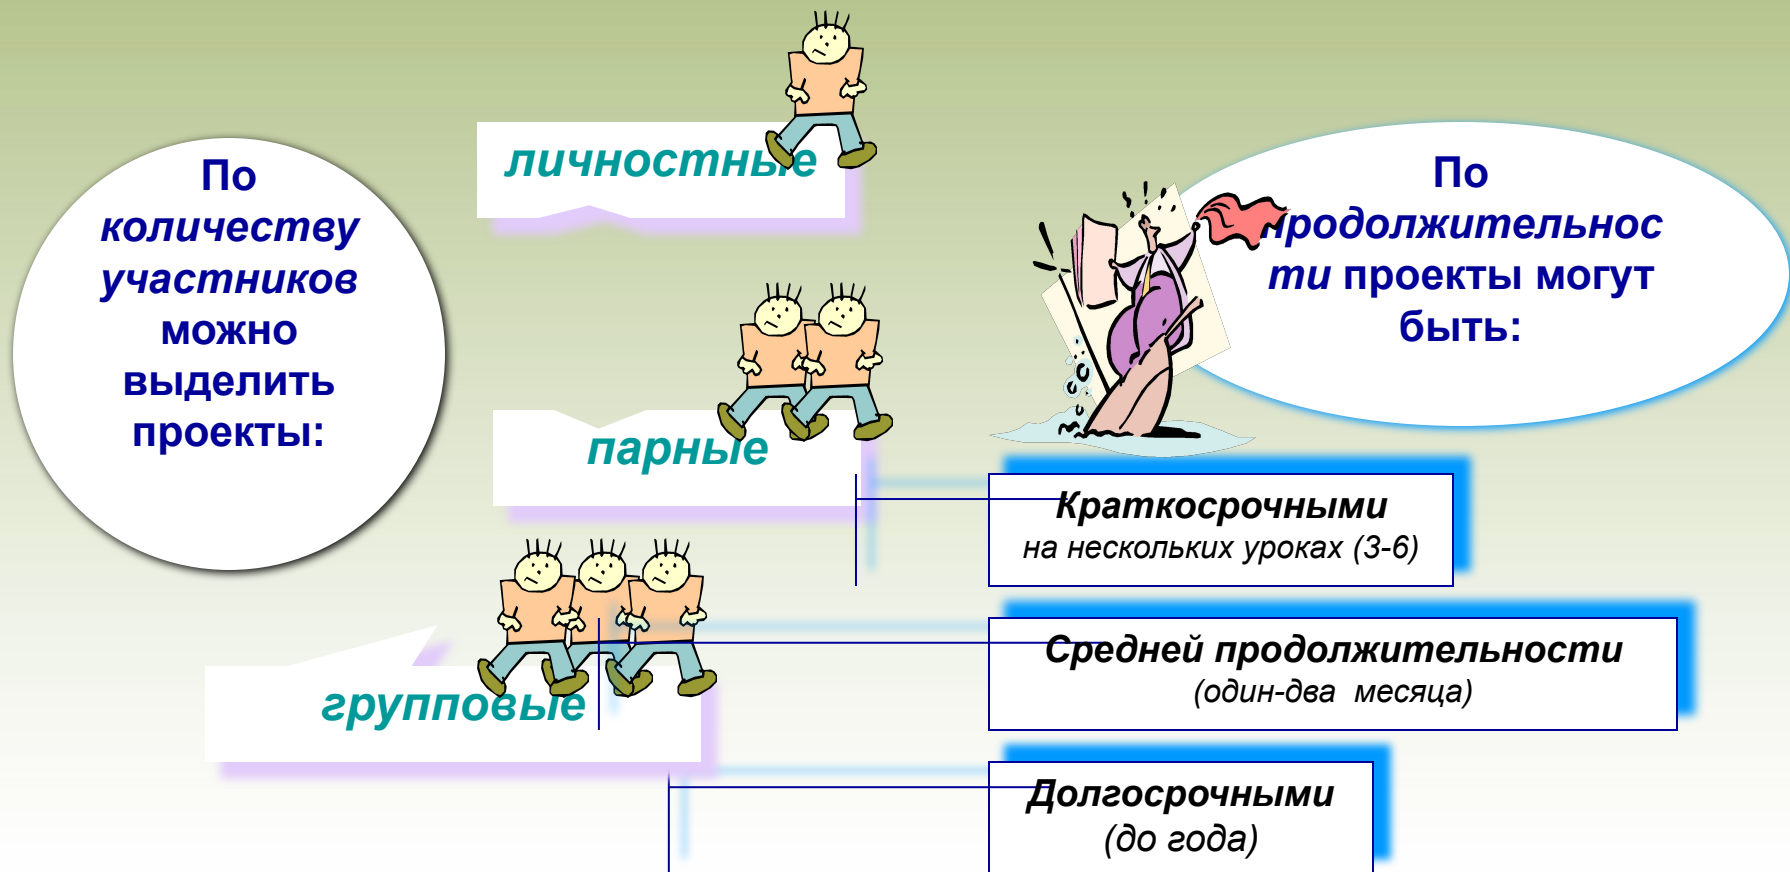 По
количеству
участников
можно
выделить
проекты:
личностные
парные
групповые
По
продолжительнос
ти проекты могут
быть:
Краткосрочными
на нескольких уроках (3-6)
Средней продолжительности
(один-два месяца)
Долгосрочными
(до года)